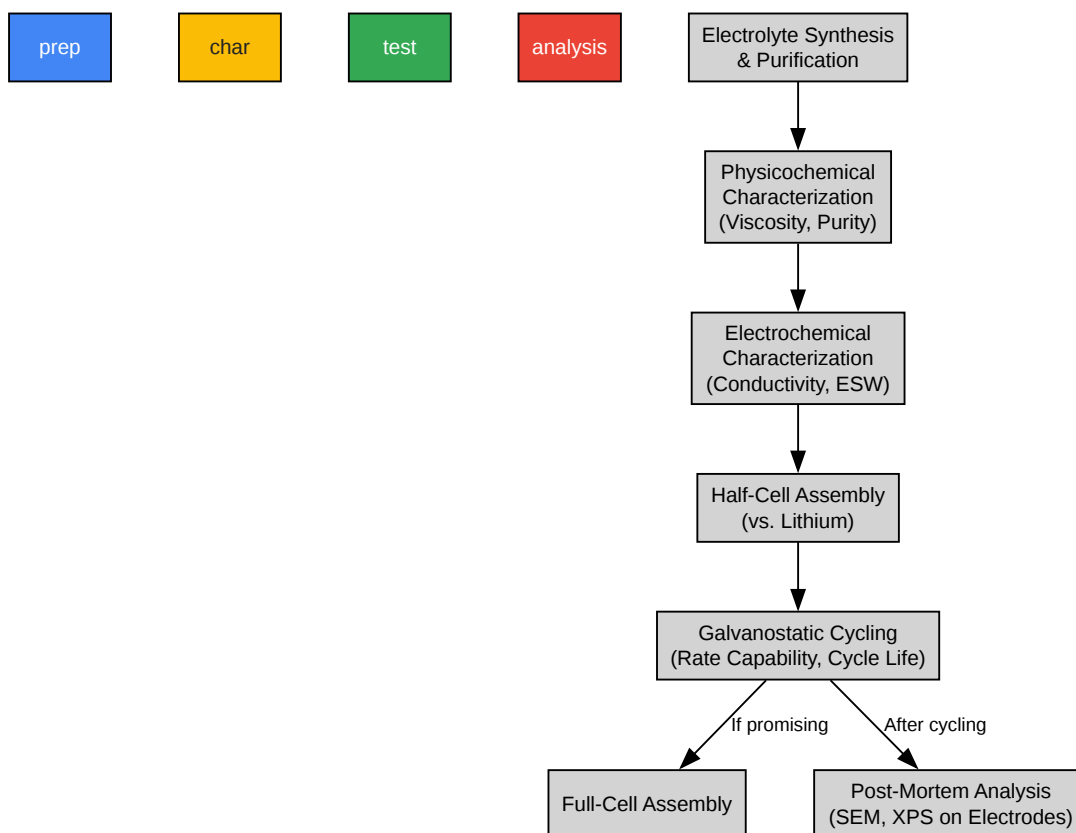 prep
char
test
analysis
Electrolyte Synthesis
& Purification
Physicochemical
Characterization
(Viscosity, Purity)
Electrochemical
Characterization
(Conductivity, ESW)
Half-Cell Assembly
(vs. Lithium)
Galvanostatic Cycling
(Rate Capability, Cycle Life)
If promising
After cycling
Full-Cell Assembly
Post-Mortem Analysis
(SEM, XPS on Electrodes)